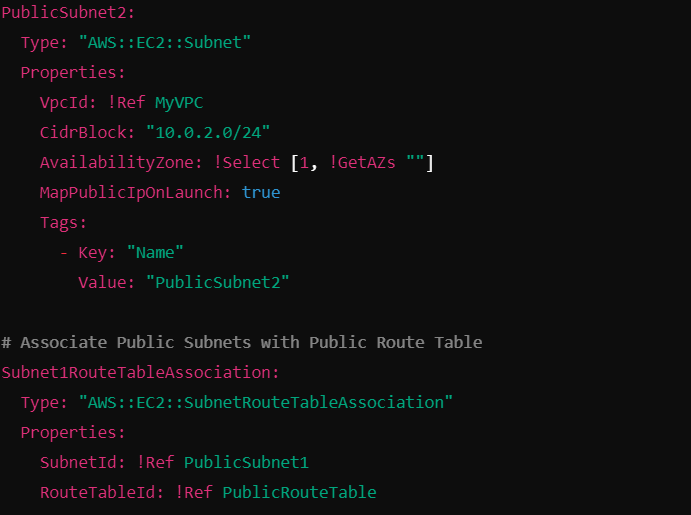 PublicSubnet2:
  Type: "AWS::EC2::Subnet"
  Properties:
    VpcId: !Ref MyVPC
    CidrBlock: "10.0.2.0/24"
    AvailabilityZone: !Select [1, !GetAZs ""]
    MapPublicIpOnLaunch: true
    Tags:
      - Key: "Name"
        Value: "PublicSubnet2"

# Associate Public Subnets with Public Route Table
Subnet1RouteTableAssociation:
  Type: "AWS::EC2::SubnetRouteTableAssociation"
  Properties:
    SubnetId: !Ref PublicSubnet1
    RouteTableId: !Ref PublicRouteTable